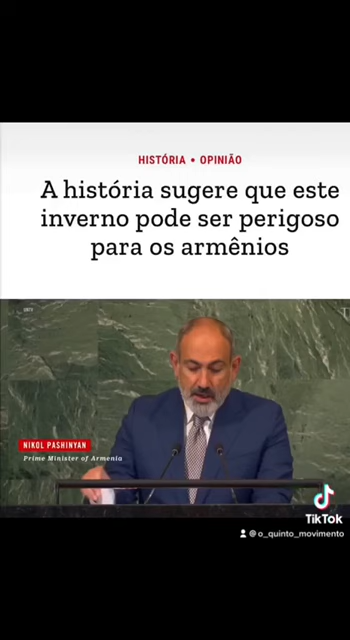 HISTÓRIA • OPINIÃO
A história sugere que este
inverno pode ser perigoso
para os armênios
NIKOL PASHINYAN
Prime Minister of Armenia
TikTok
@o_quinto_movimento